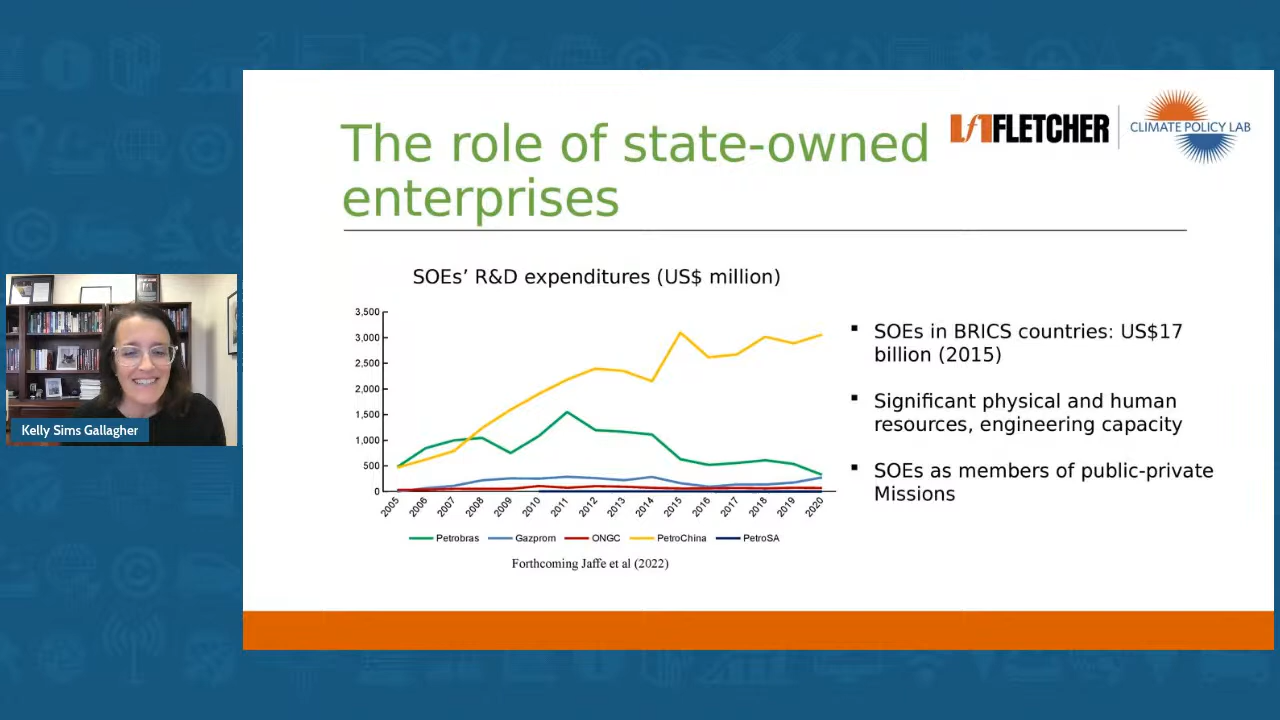 The role of state-owned
enterprises
FLETCHER
CLIMATE POLICY LAB
SOEs’ R&D expenditures (US$ million)
3,500
3,000
2,500
2,000
1,500
1,000
500
0
2005 2006 2007 2008 2009 2010 2011 2012 2013 2014 2015 2016 2017 2018 2019 2020
Petrobras Gazprom ONGC PetroChina PetroSA
Forthcoming Jaffe et al (2022)
▪ SOEs in BRICS countries: US$17
billion (2015)
▪ Significant physical and human
resources, engineering capacity
▪ SOEs as members of public-private
Missions
Kelly Sims Gallagher